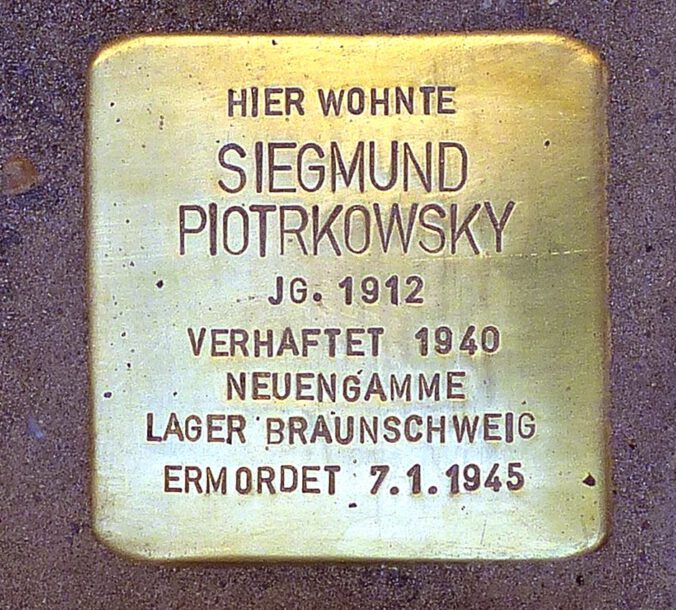 HIER WOHNTE
SIEGMUND
PIOTRKOWSKY
JG. 1912
VERHAFTET 1940
NEUENGAMME
LAGER BRAUNSCHWEIG
ERMORDET 7.1.1945